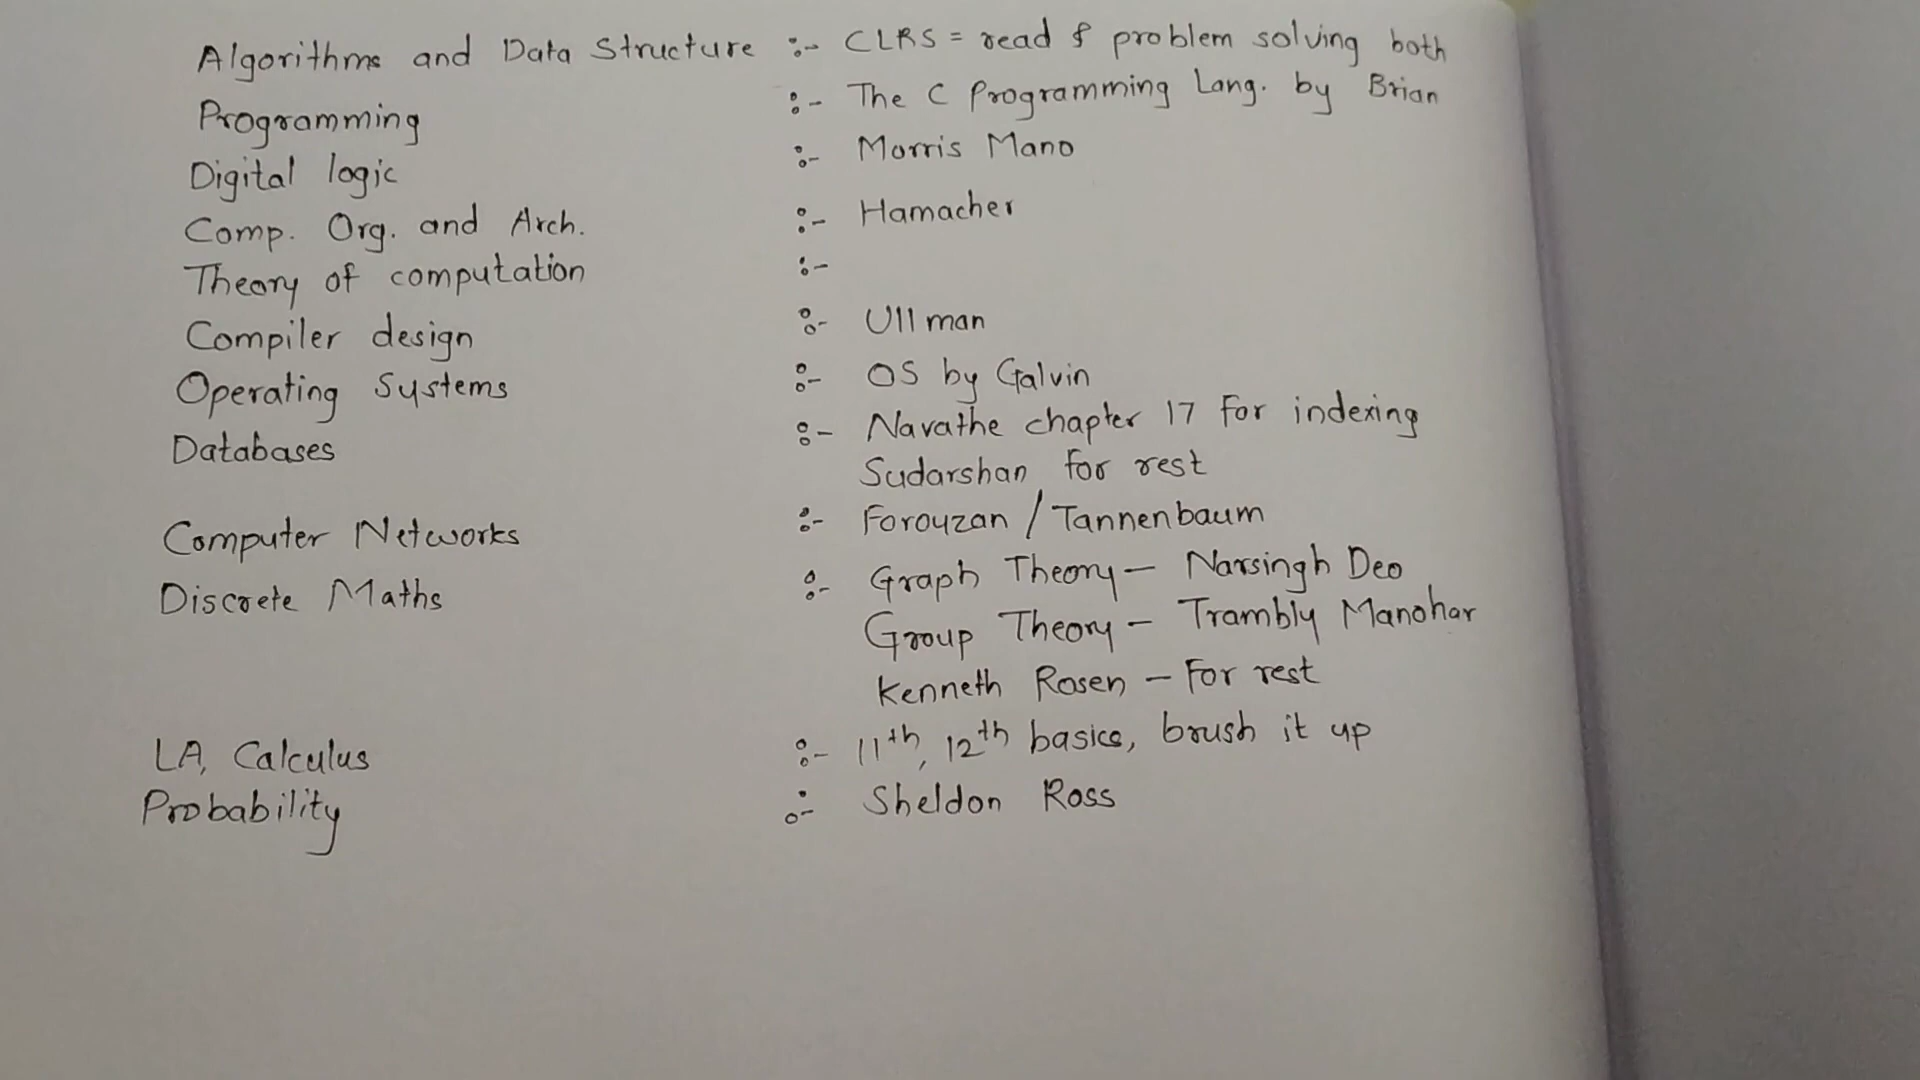 Algorithms and Data Structure :- CLRS = read & problem solving both
Programming :- The C Programming Lang. by Brian
Digital logic :- Morris Mano
Comp. Org. and Arch. :- Hamacher
Theory of computation :-
Compiler design :- Ullman
Operating Systems :- OS by Galvin
Databases :- Navathe chapter 17 For indexing
Sudarshan for rest
Computer Networks :- Forouzan / Tannenbaum
Discrete Maths :- Graph Theory - Narsingh Deo
Group Theory - Trambly Manohar
Kenneth Rosen - For rest
LA, Calculus :- 11th, 12th basics, brush it up
Probability :- Sheldon Ross